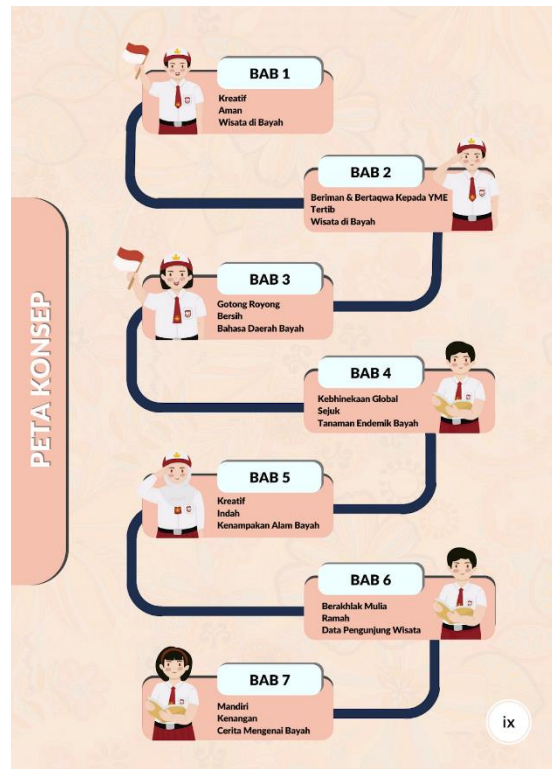 PETA KONSEP
BAB 1
Kreatif
Aman
Wisata di Bayah
BAB 2
Beriman & Bertaqwa Kepada YME
Tertib
Wisata di Bayah
BAB 3
Gotong Royong
Bersih
Bahasa Daerah Bayah
BAB 4
Kebhinekaan Global
Sejuk
Tanaman Endemik Bayah
BAB 5
Kreatif
Indah
Kenampakan Alam Bayah
BAB 6
Berakhlak Mulia
Ramah
Data Pengunjung Wisata
BAB 7
Mandiri
Kenangan
Cerita Mengenai Bayah
ix